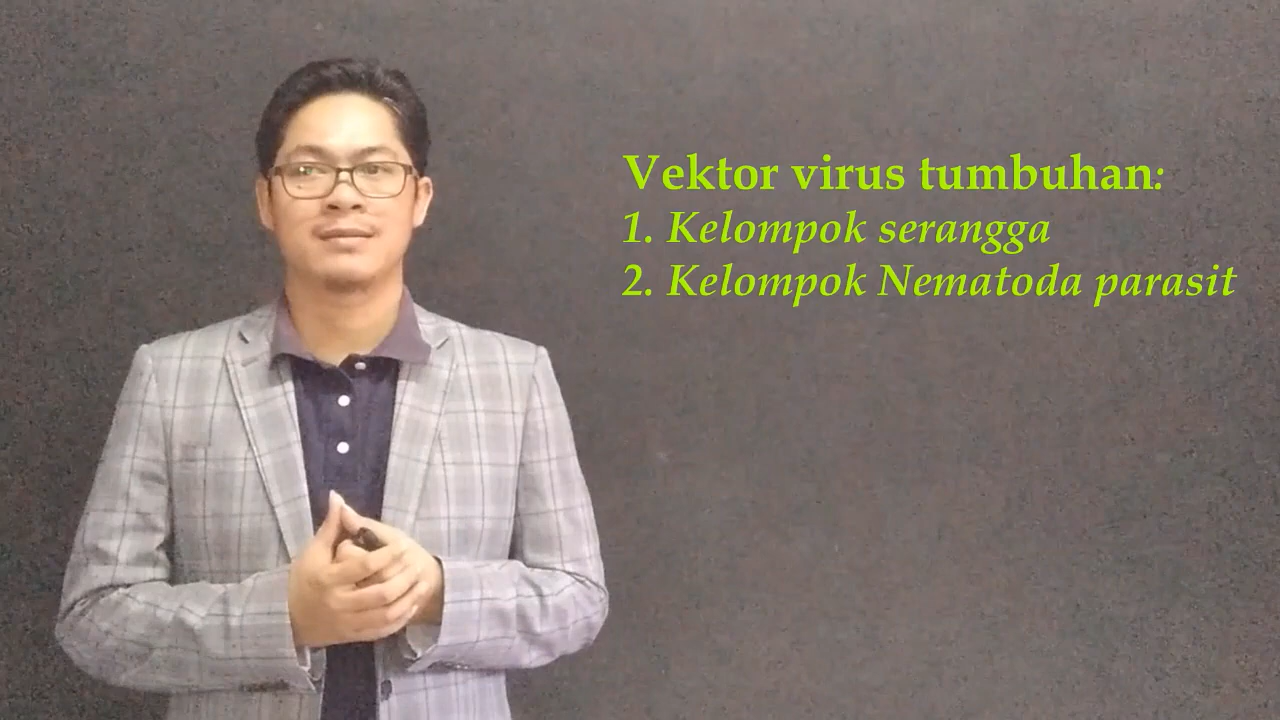 Vektor virus tumbuhan:
1. Kelompok serangga
2. Kelompok Nematoda parasit